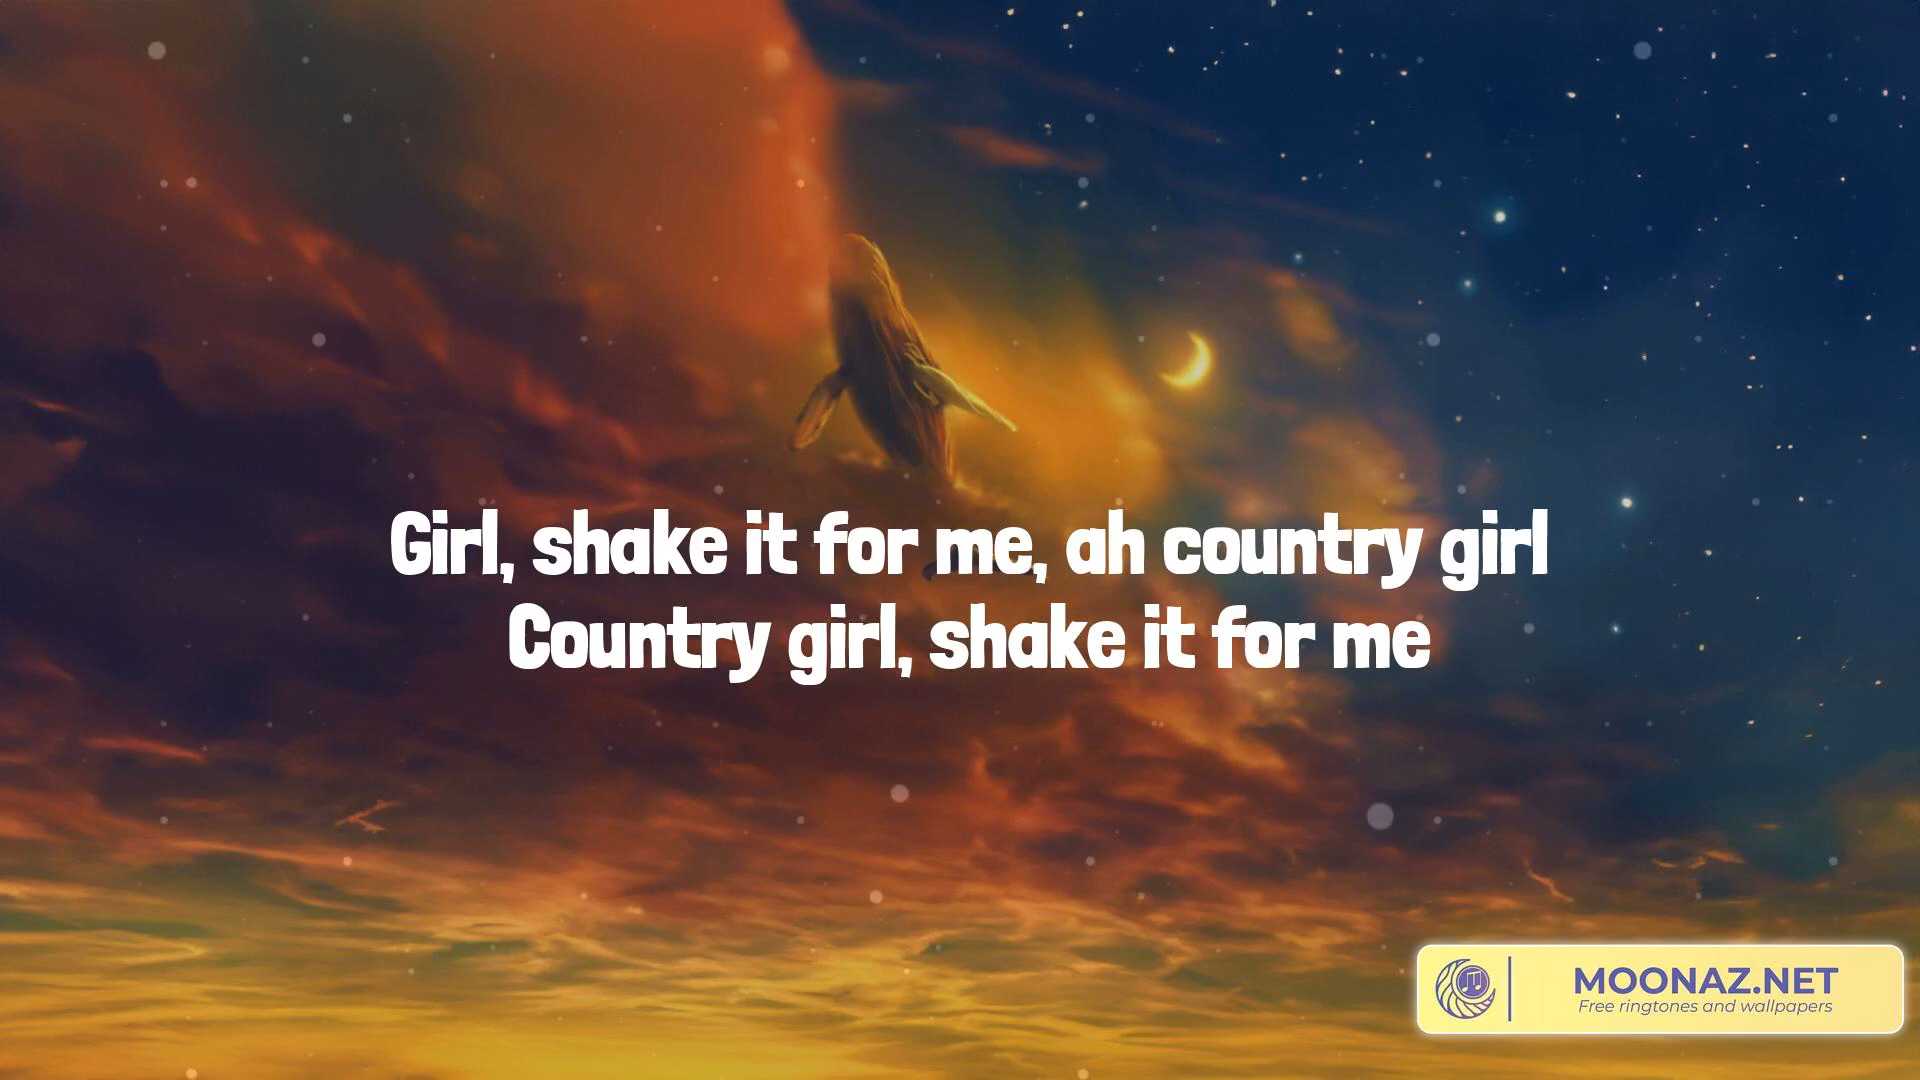 Girl, shake it for me, ah country girl
Country girl, shake it for me
MOONAZ.NET
Free ringtones and wallpapers